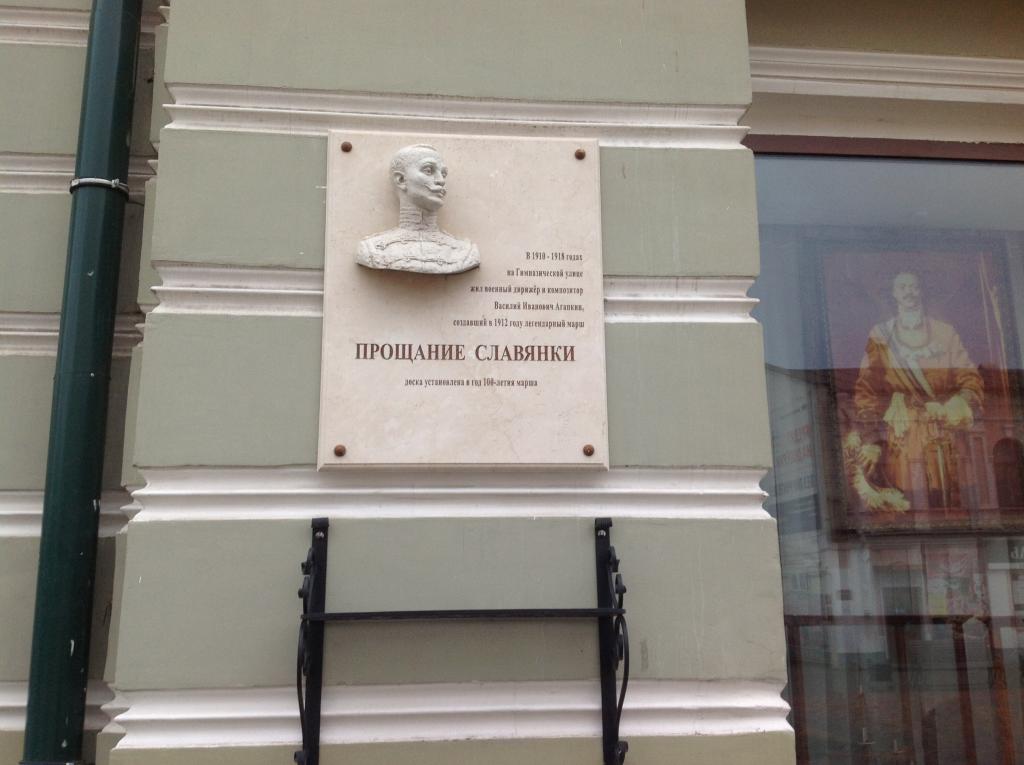 В 1910 - 1918 годах
на Гимназической улице
жил военный дирижёр и композитор
Василий Иванович Агапкин,
создавший в 1912 году легендарный марш
ПРОЩАНИЕ СЛАВЯНКИ
доска установлена в год 100-летия марша